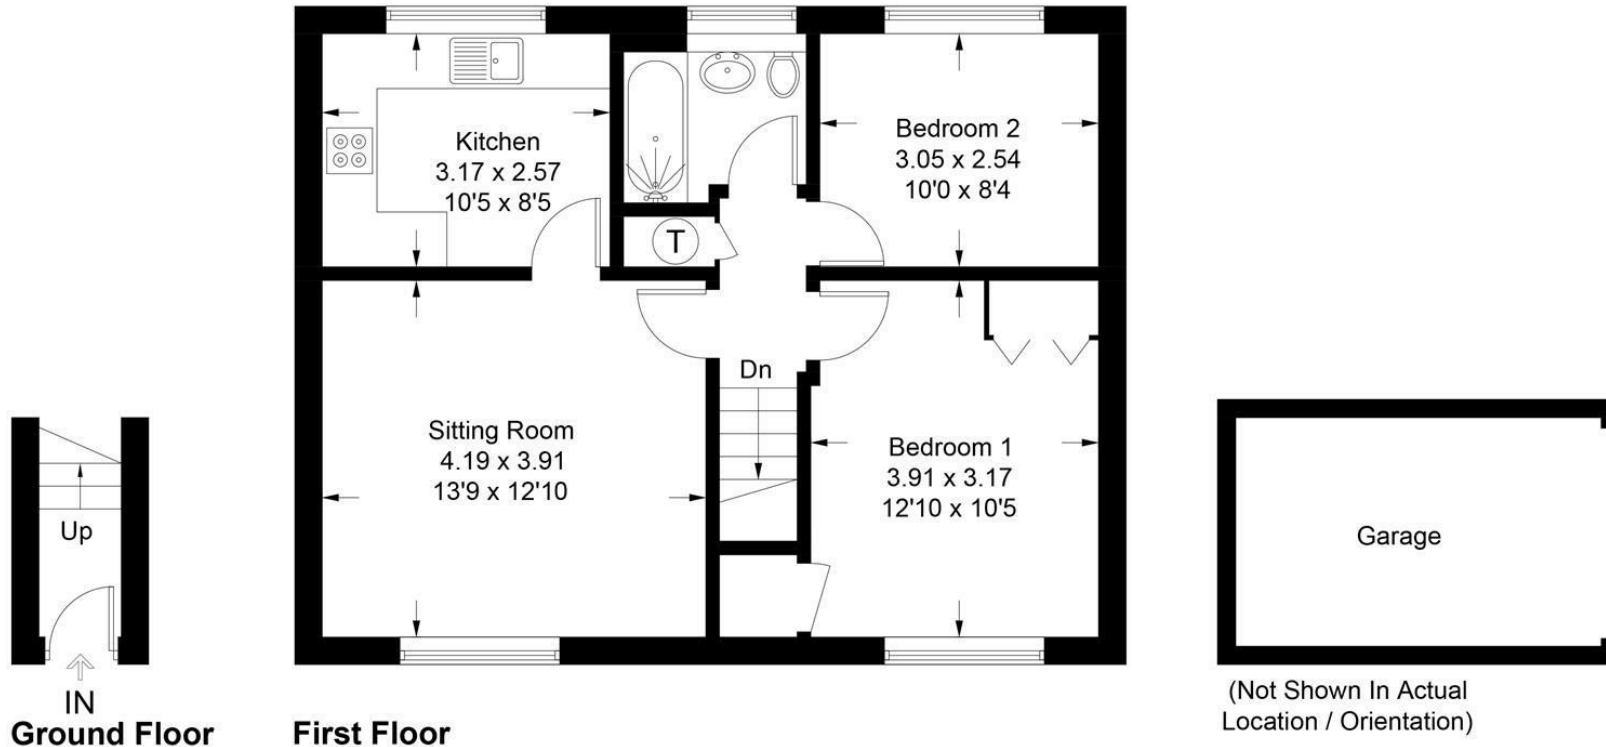 Kitchen
3.17 x 2.57
10'5 x 8'5
T
Bedroom 2
3.05 x 2.54
10'0 x 8'4
Sitting Room
4.19 x 3.91
13'9 x 12'10
Dn
Bedroom 1
3.91 x 3.17
12'10 x 10'5
Up
IN
Ground Floor
First Floor
Garage
(Not Shown In Actual
Location / Orientation)